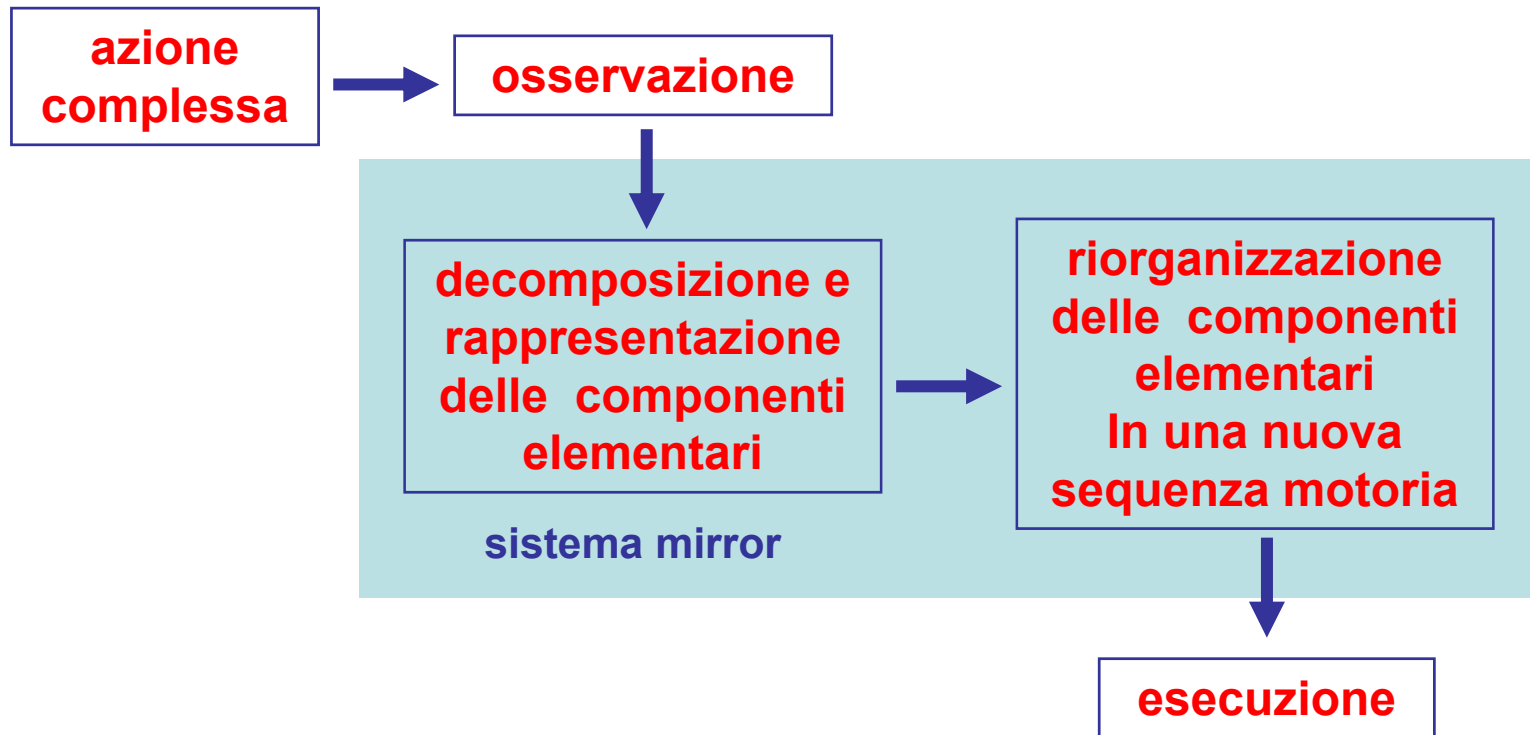 azione
complessa
osservazione
decomposizione e
rappresentazione
delle componenti
elementari
riorganizzazione
delle componenti
elementari
In una nuova
sequenza motoria
sistema mirror
esecuzione